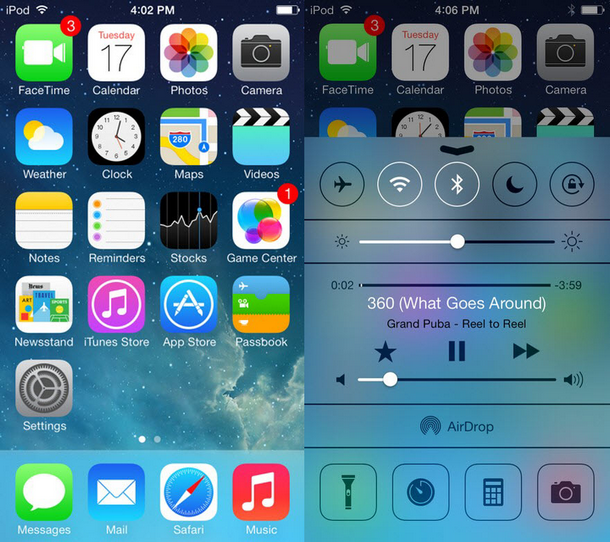 iPod 4:02 PM
3
Tuesday
17
FaceTime Calendar Photos Camera
280
Weather Clock Maps Videos
1
Notes Reminders Stocks Game Center
News
ART TRAVEL SPORTS
Newsstand iTunes Store App Store Passbook
Settings
Messages Mail Safari Music
iPod 4:06 PM
3
Tuesday
17
FaceTime Calendar Photos Camera
0:02 -3:59
360 (What Goes Around)
Grand Puba - Reel to Reel
AirDrop